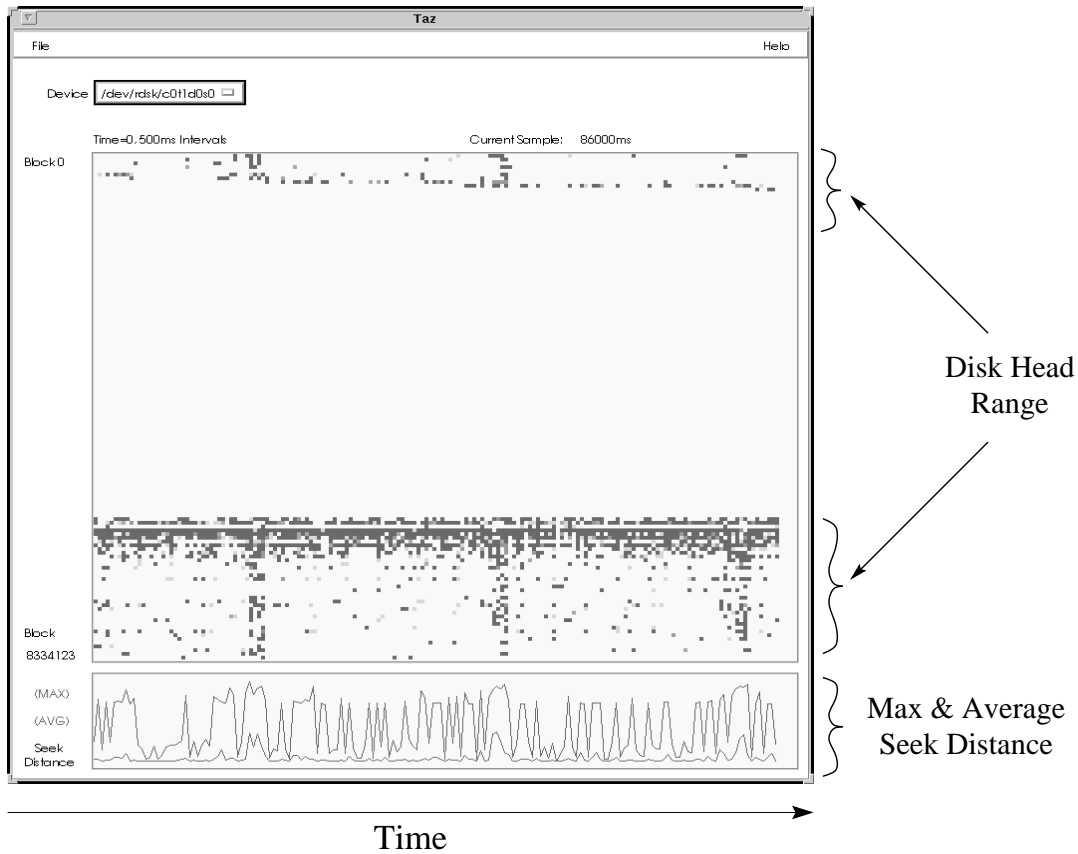 Taz
File Help
Device /dev/rdsk/c0t1d0s0
Time=0.500ms Intervals Current Sample: 86000ms
Block 0
Disk Head
Range
Block
8334123
(MAX)
(AVG)
Seek
Distance
Max & Average
Seek Distance
Time